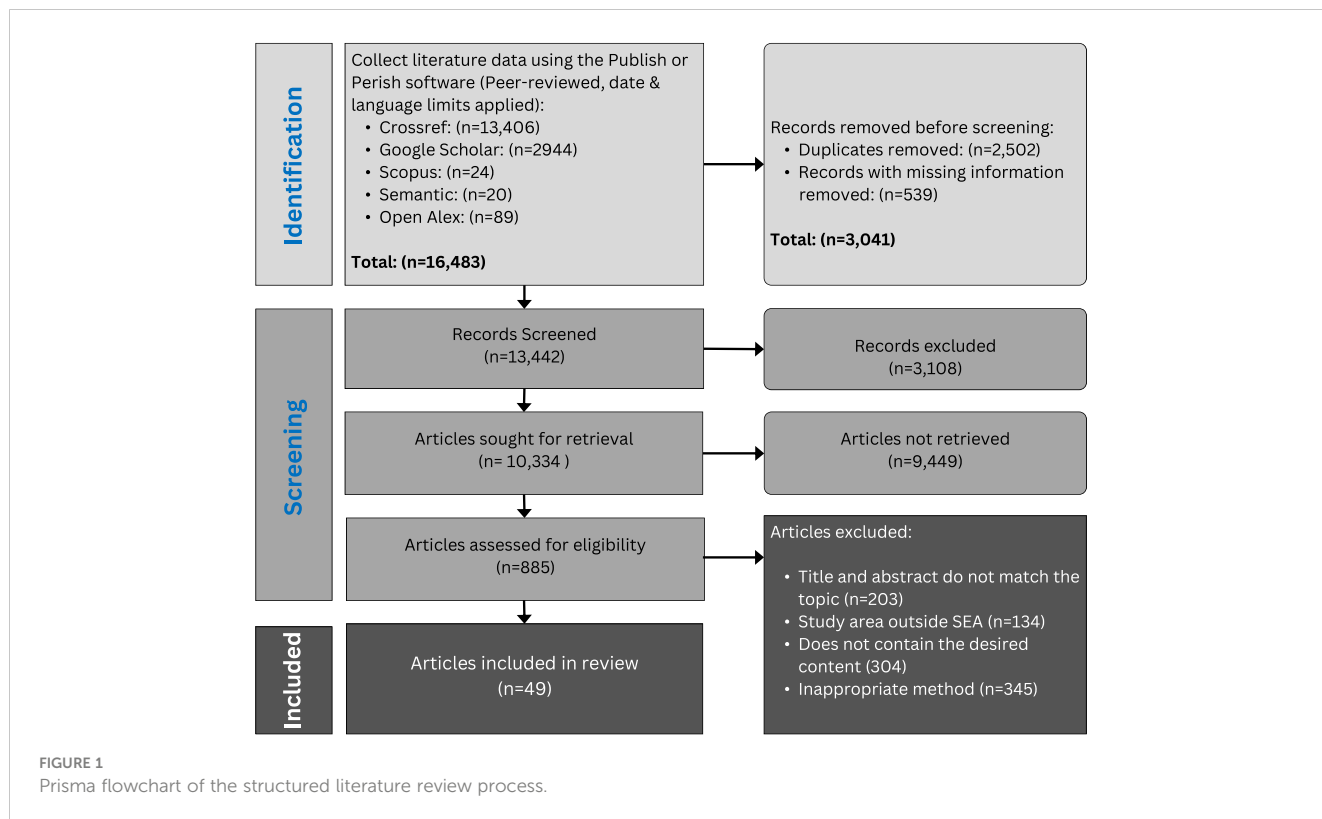 Identification
Collect literature data using the Publish or
Perish software (Peer-reviewed, date &
language limits applied):
• Crossref: (n=13,406)
• Google Scholar: (n=2944)
• Scopus: (n=24)
• Semantic: (n=20)
• Open Alex: (n=89)
Total: (n=16,483)
Records removed before screening:
• Duplicates removed: (n=2,502)
• Records with missing information
removed: (n=539)
Total: (n=3,041)
Screening
Records Screened
(n=13,442)
Records excluded
(n=3,108)
Articles sought for retrieval
(n= 10,334 )
Articles not retrieved
(n=9,449)
Articles assessed for eligibility
(n=885)
Articles excluded:
• Title and abstract do not match the
topic (n=203)
• Study area outside SEA (n=134)
• Does not contain the desired
content (304)
• Inappropriate method (n=345)
Included
Articles included in review
(n=49)
FIGURE 1
Prisma flowchart of the structured literature review process.